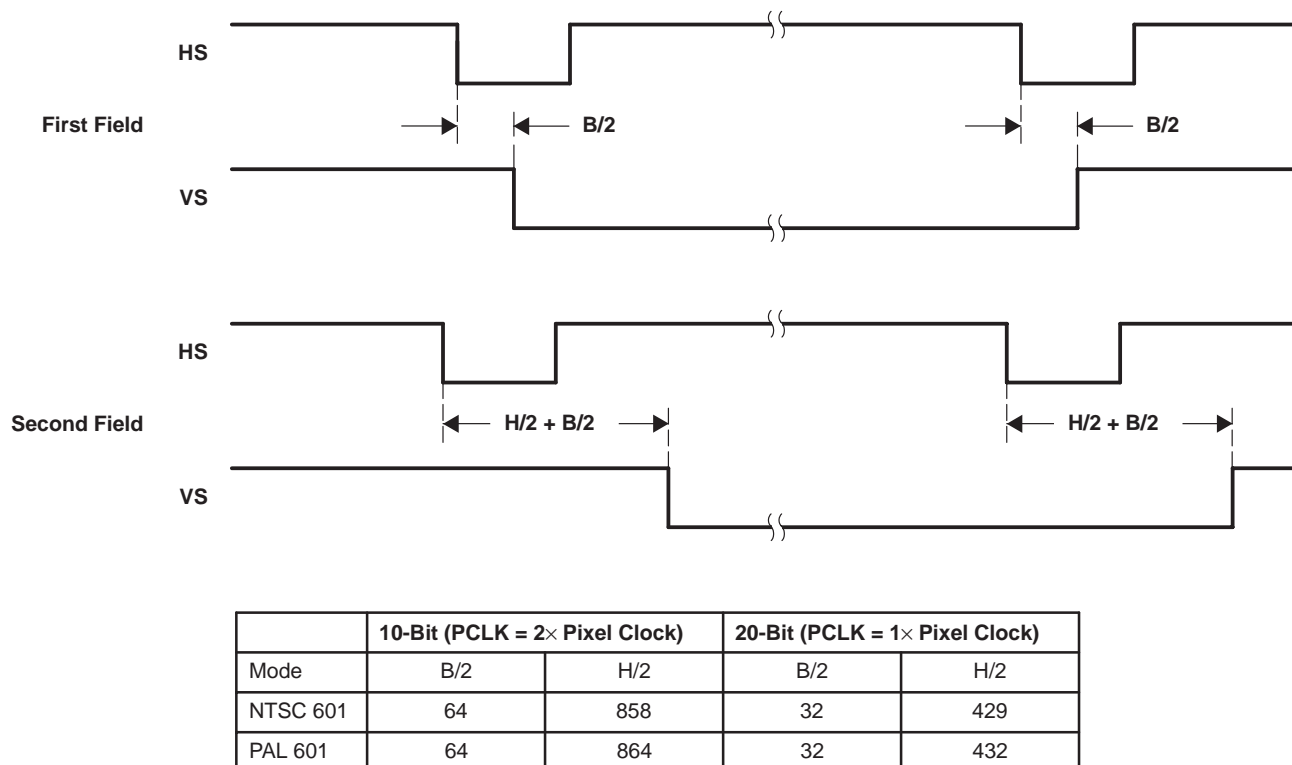 HS
First Field
B/2 B/2
VS
HS
Second Field
H/2 + B/2 H/2 + B/2
VS
10-Bit (PCLK = 2× Pixel Clock) 20-Bit (PCLK = 1× Pixel Clock)
Mode B/2 H/2 B/2 H/2
NTSC 601 64 858 32 429
PAL 601 64 864 32 432